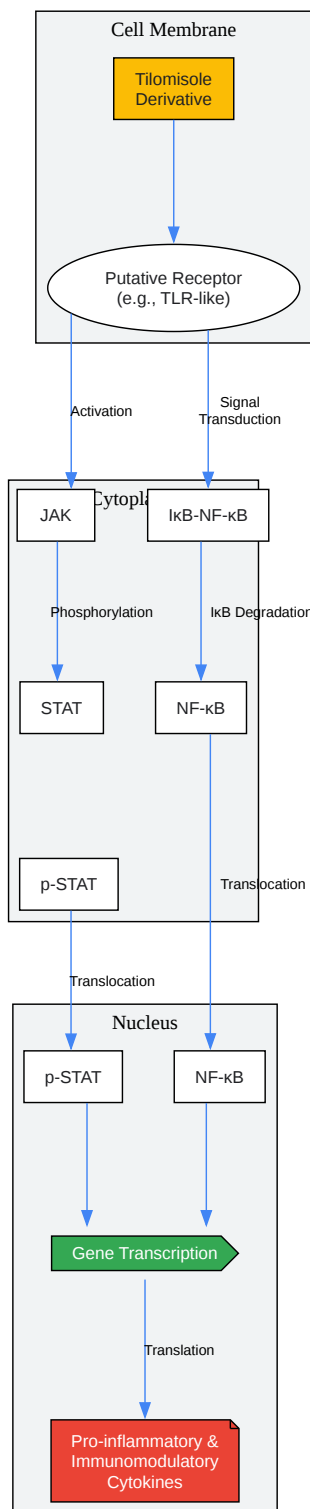 Cell Membrane
Tilomisole
Derivative
Putative Receptor
(e.g., TLR-like)
Activation
Signal
Transduction
Cytopla
JAK
IκB-NF-κB
Phosphorylation
IκB Degradation
STAT
NF-κB
p-STAT
Translocation
Translocation
Nucleus
p-STAT
NF-κB
Gene Transcription
Translation
Pro-inflammatory &
Immunomodulatory
Cytokines